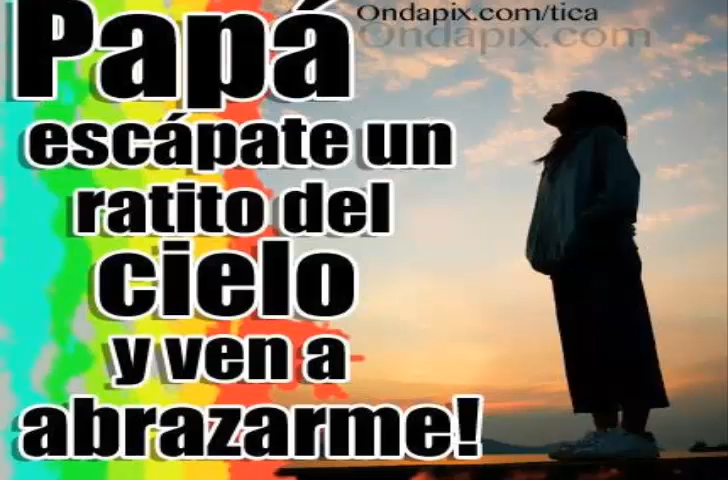 Ondapix.com/tica
Ondapix.com
Papá
escápate un
ratito del
cielo
y ven a
abrazarme!